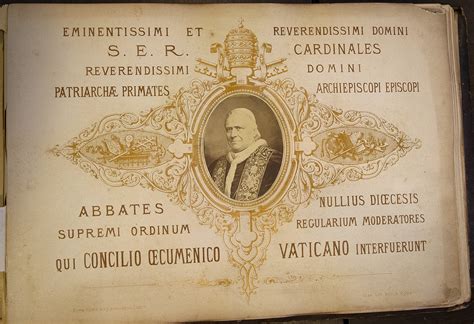 EMINENTISSIMI ET REVERENDISSIMI DOMINI
S. E. R. CARDINALES
REVERENDISSIMI DOMINI
PATRIARCHÆ PRIMATES ARCHIEPISCOPI EPISCOPI
ABBATES NULLIUS DIŒCESIS
SUPREMI ORDINUM REGULARIUM MODERATORES
QUI CONCILIO ŒCUMENICO VATICANO INTERFUERUNT